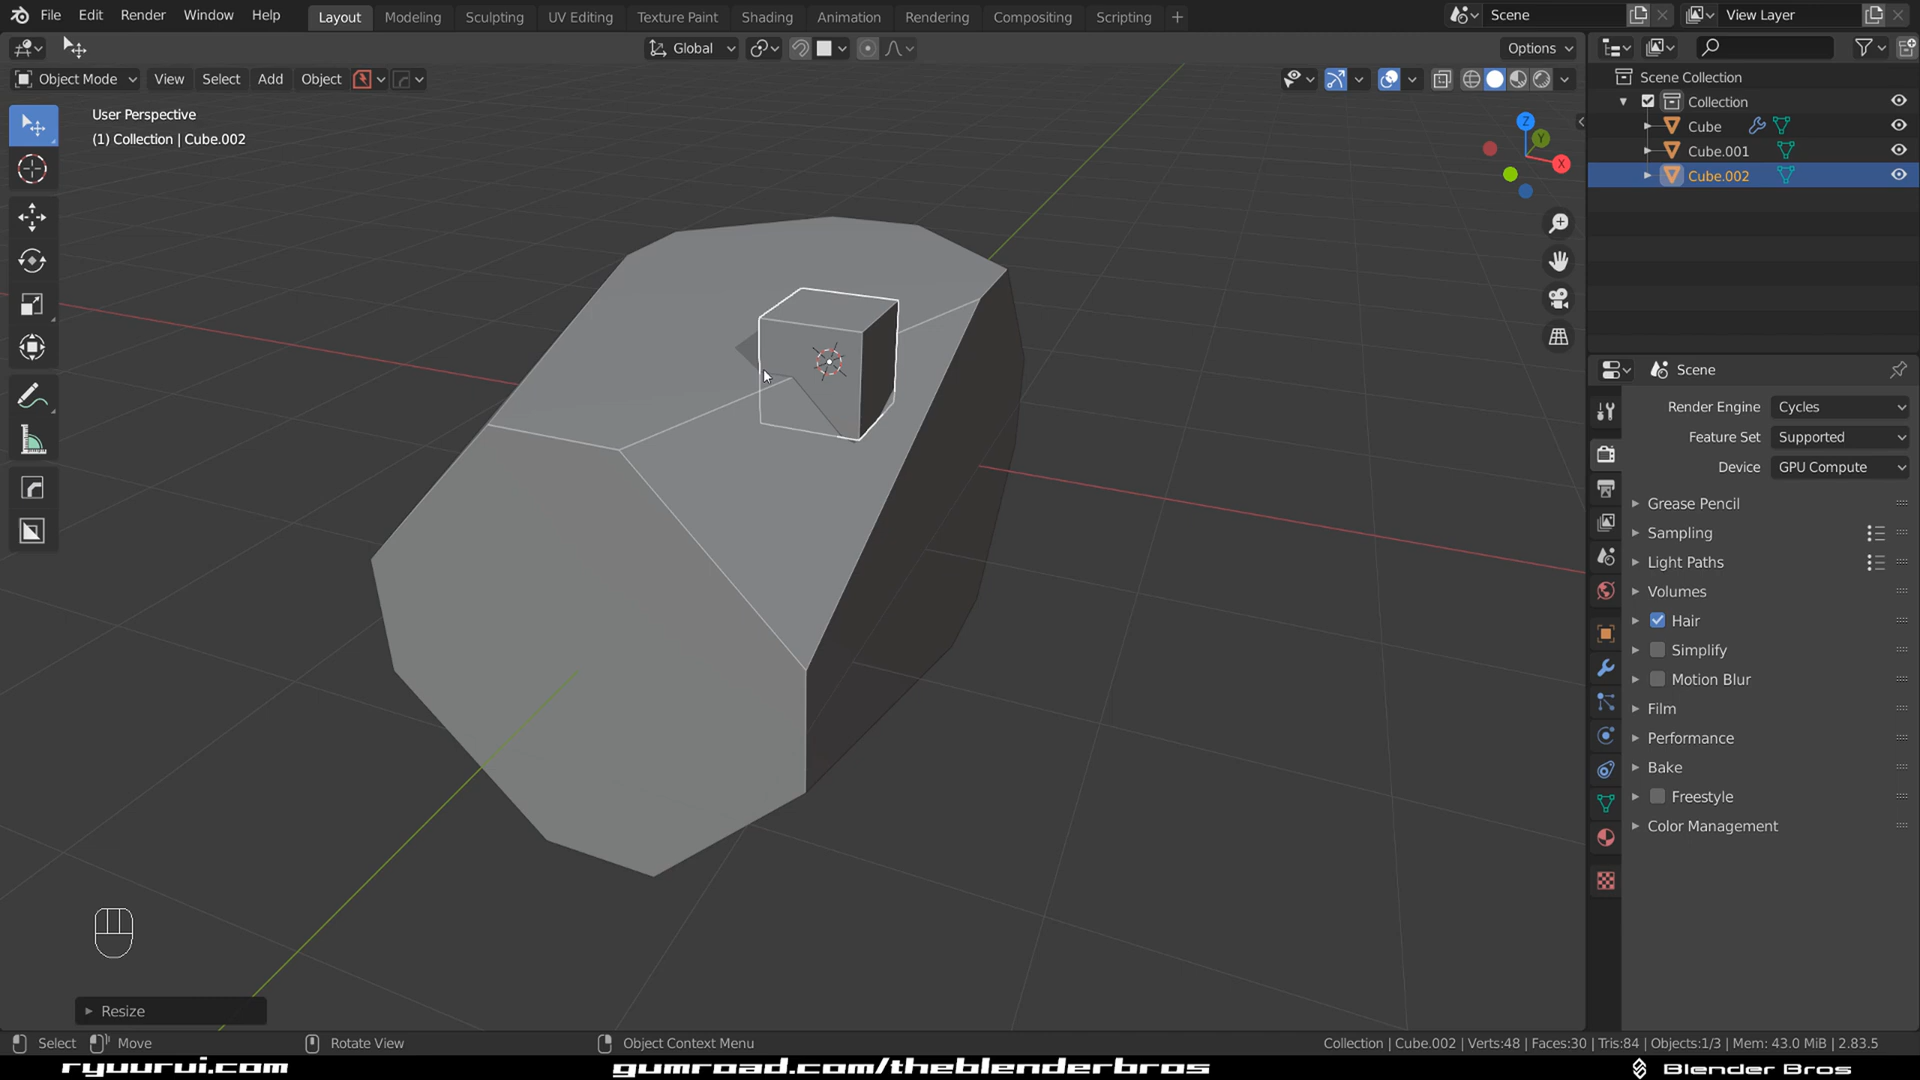 File Edit Render Window Help Layout Modeling Sculpting UV Editing Texture Paint Shading Animation Rendering Compositing Scripting + Scene View Layer
Global Options
Object Mode View Select Add Object
User Perspective
(1) Collection | Cube.002
Z
Y
X
Scene Collection
Collection
Cube
Cube.001
Cube.002
Scene
Render Engine Cycles
Feature Set Supported
Device GPU Compute
Grease Pencil
Sampling
Light Paths
Volumes
Hair
Simplify
Motion Blur
Film
Performance
Bake
Freestyle
Color Management
Resize
Select Move Rotate View Object Context Menu Collection | Cube.002 | Verts:48 | Faces:30 | Tris:84 | Objects:1/3 | Mem: 43.0 MiB | 2.83.5
ryuurui.com gumroad.com/theblenderbros Blender Bros